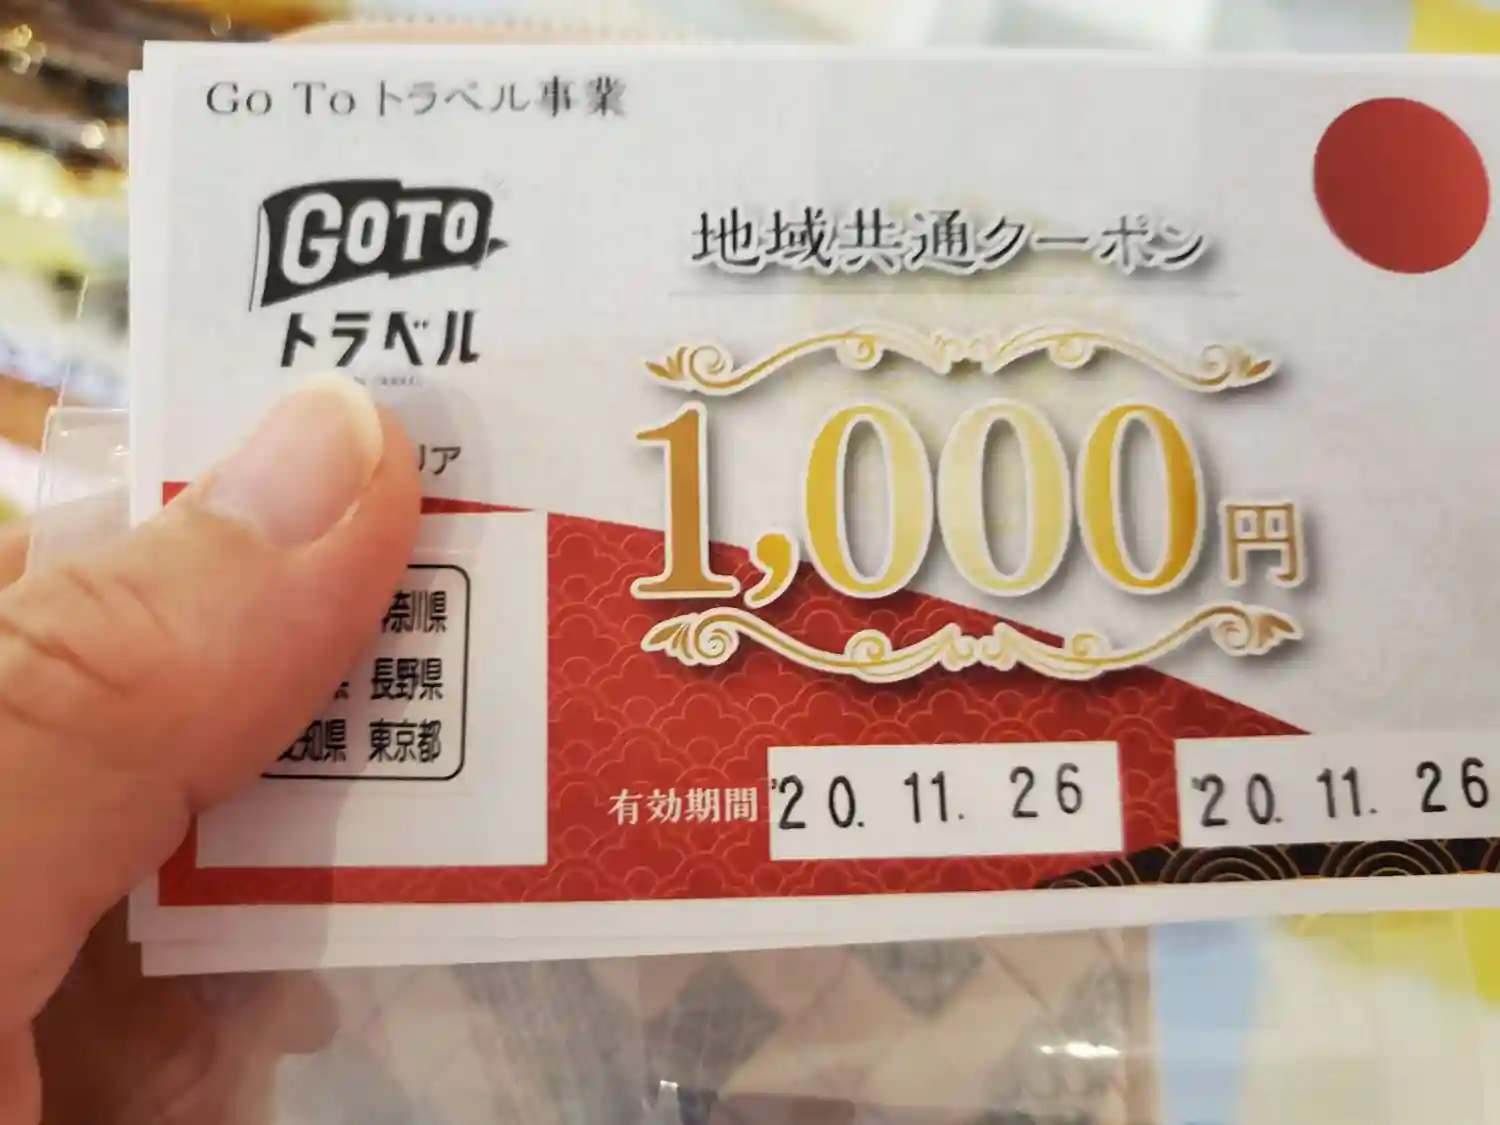 Go To トラベル事業
GOTO
トラベル
地域共通クーポン
リア
1,000円
奈川県
長野県
知県 東京都
有効期間 '20. 11. 26 '20. 11. 26